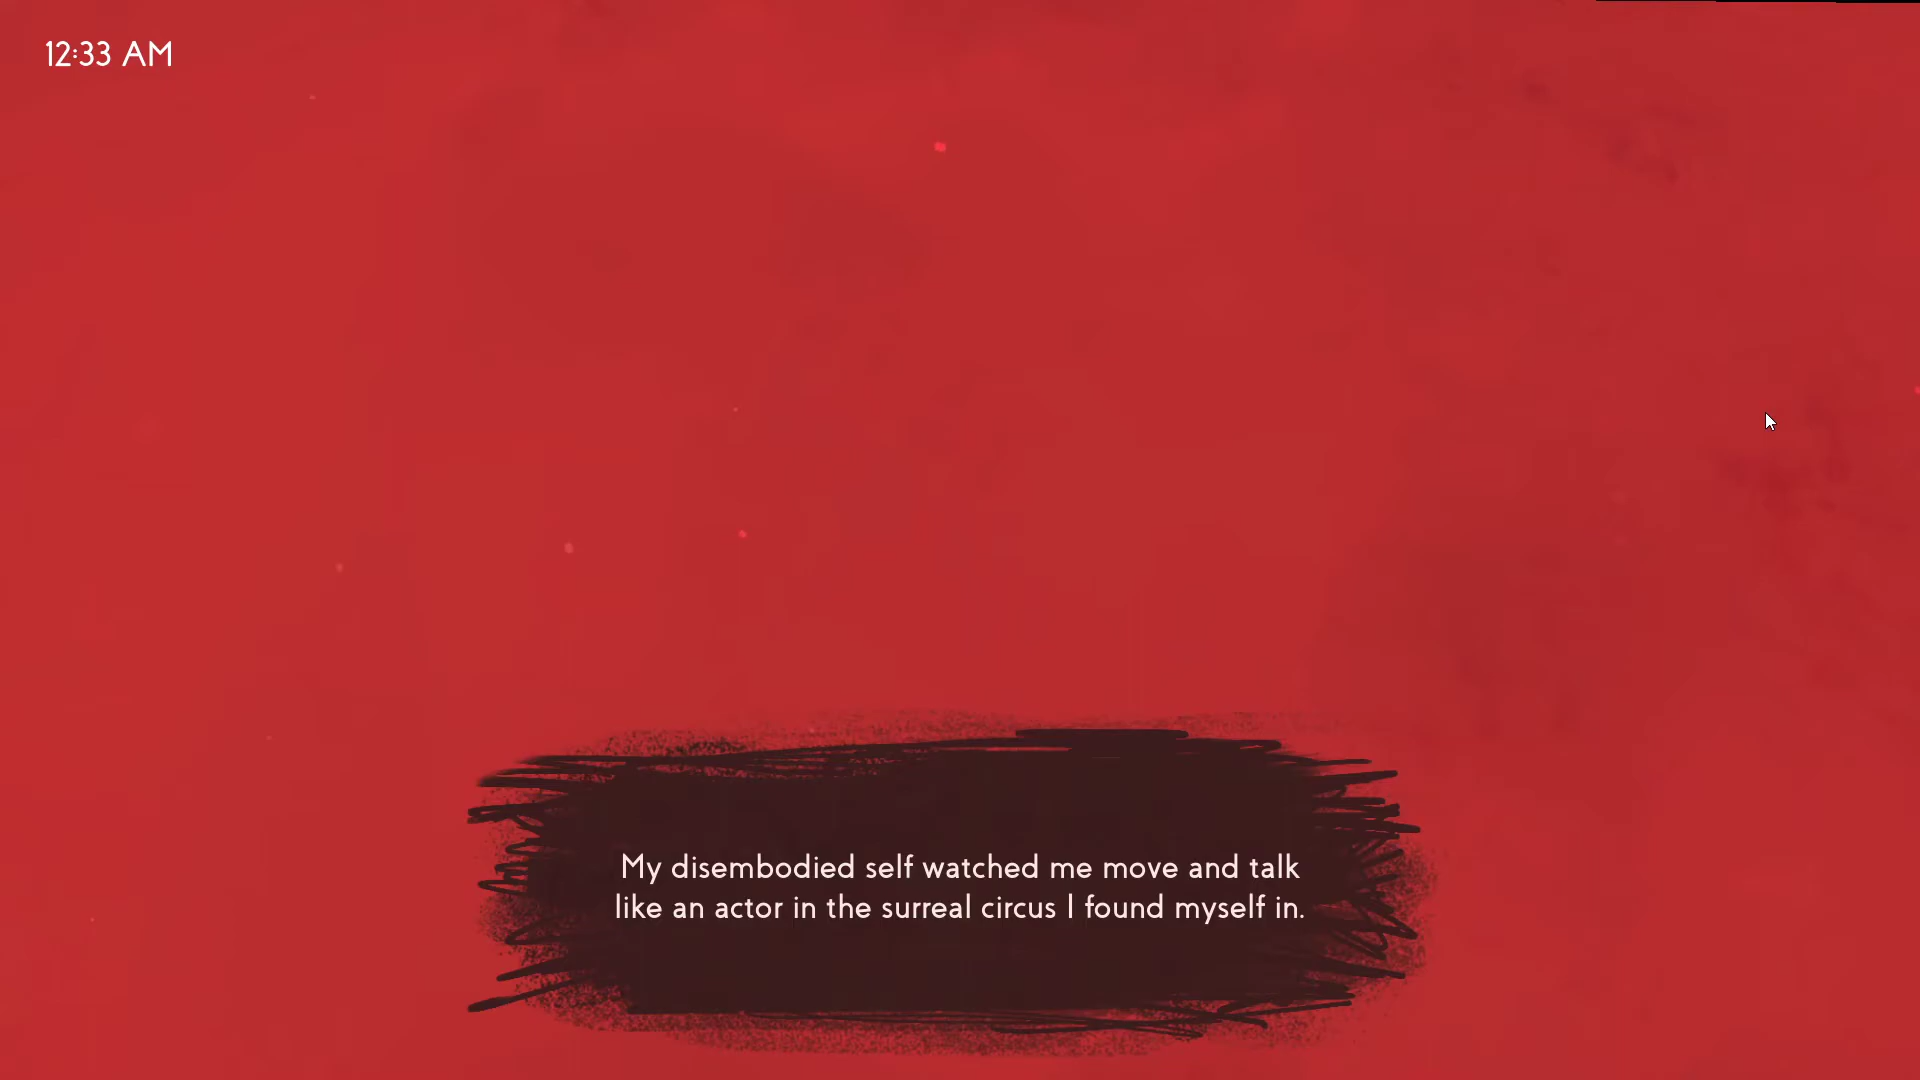 12:33 AM
My disembodied self watched me move and talk
like an actor in the surreal circus I found myself in.